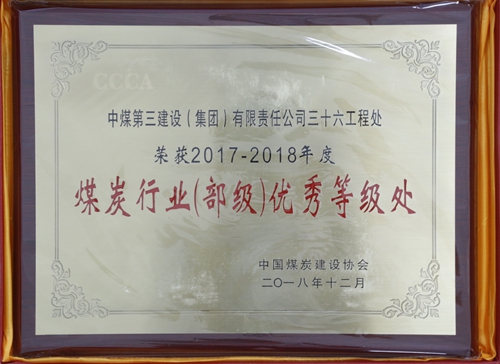 CCCA
中煤第三建设（集团）有限责任公司三十六工程处
荣获2017-2018年度
煤炭行业(部级)优秀等级处
中国煤炭建设协会
二〇一八年十二月